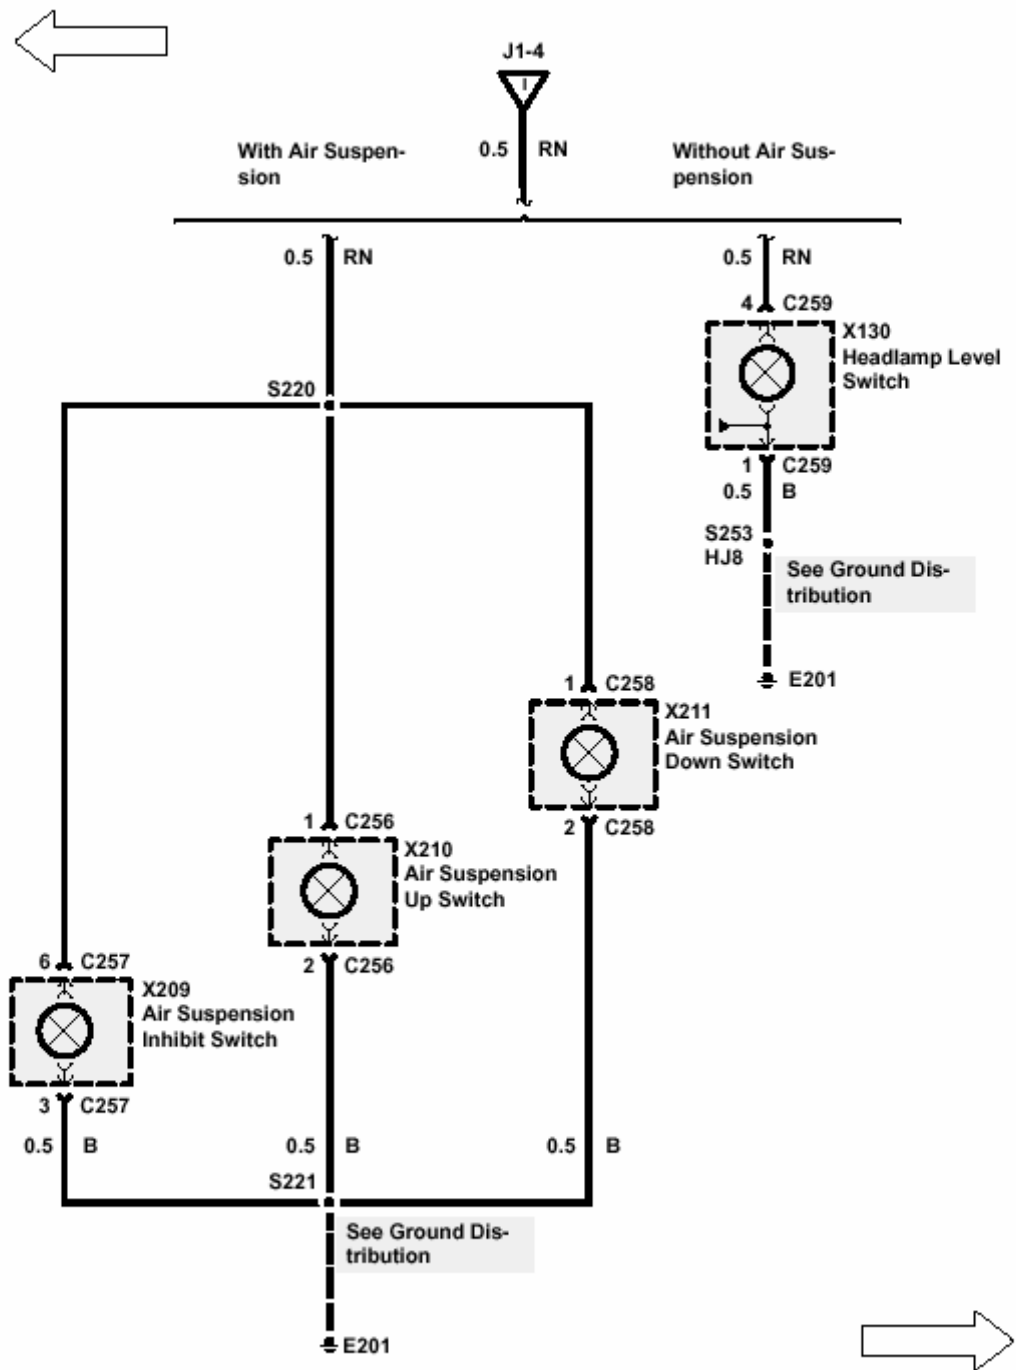 J1-4
I
With Air Suspen-
sion
0.5 RN
Without Air Sus-
pension
0.5 RN
0.5 RN
4 C259
X130
Headlamp Level
Switch
S220
1 C259
0.5 B
S253
HJ8
See Ground Dis-
tribution
E201
1 C258
X211
Air Suspension
Down Switch
2 C258
1 C256
X210
Air Suspension
Up Switch
2 C256
6 C257
X209
Air Suspension
Inhibit Switch
3 C257
0.5 B
0.5 B
0.5 B
S221
See Ground Dis-
tribution
E201